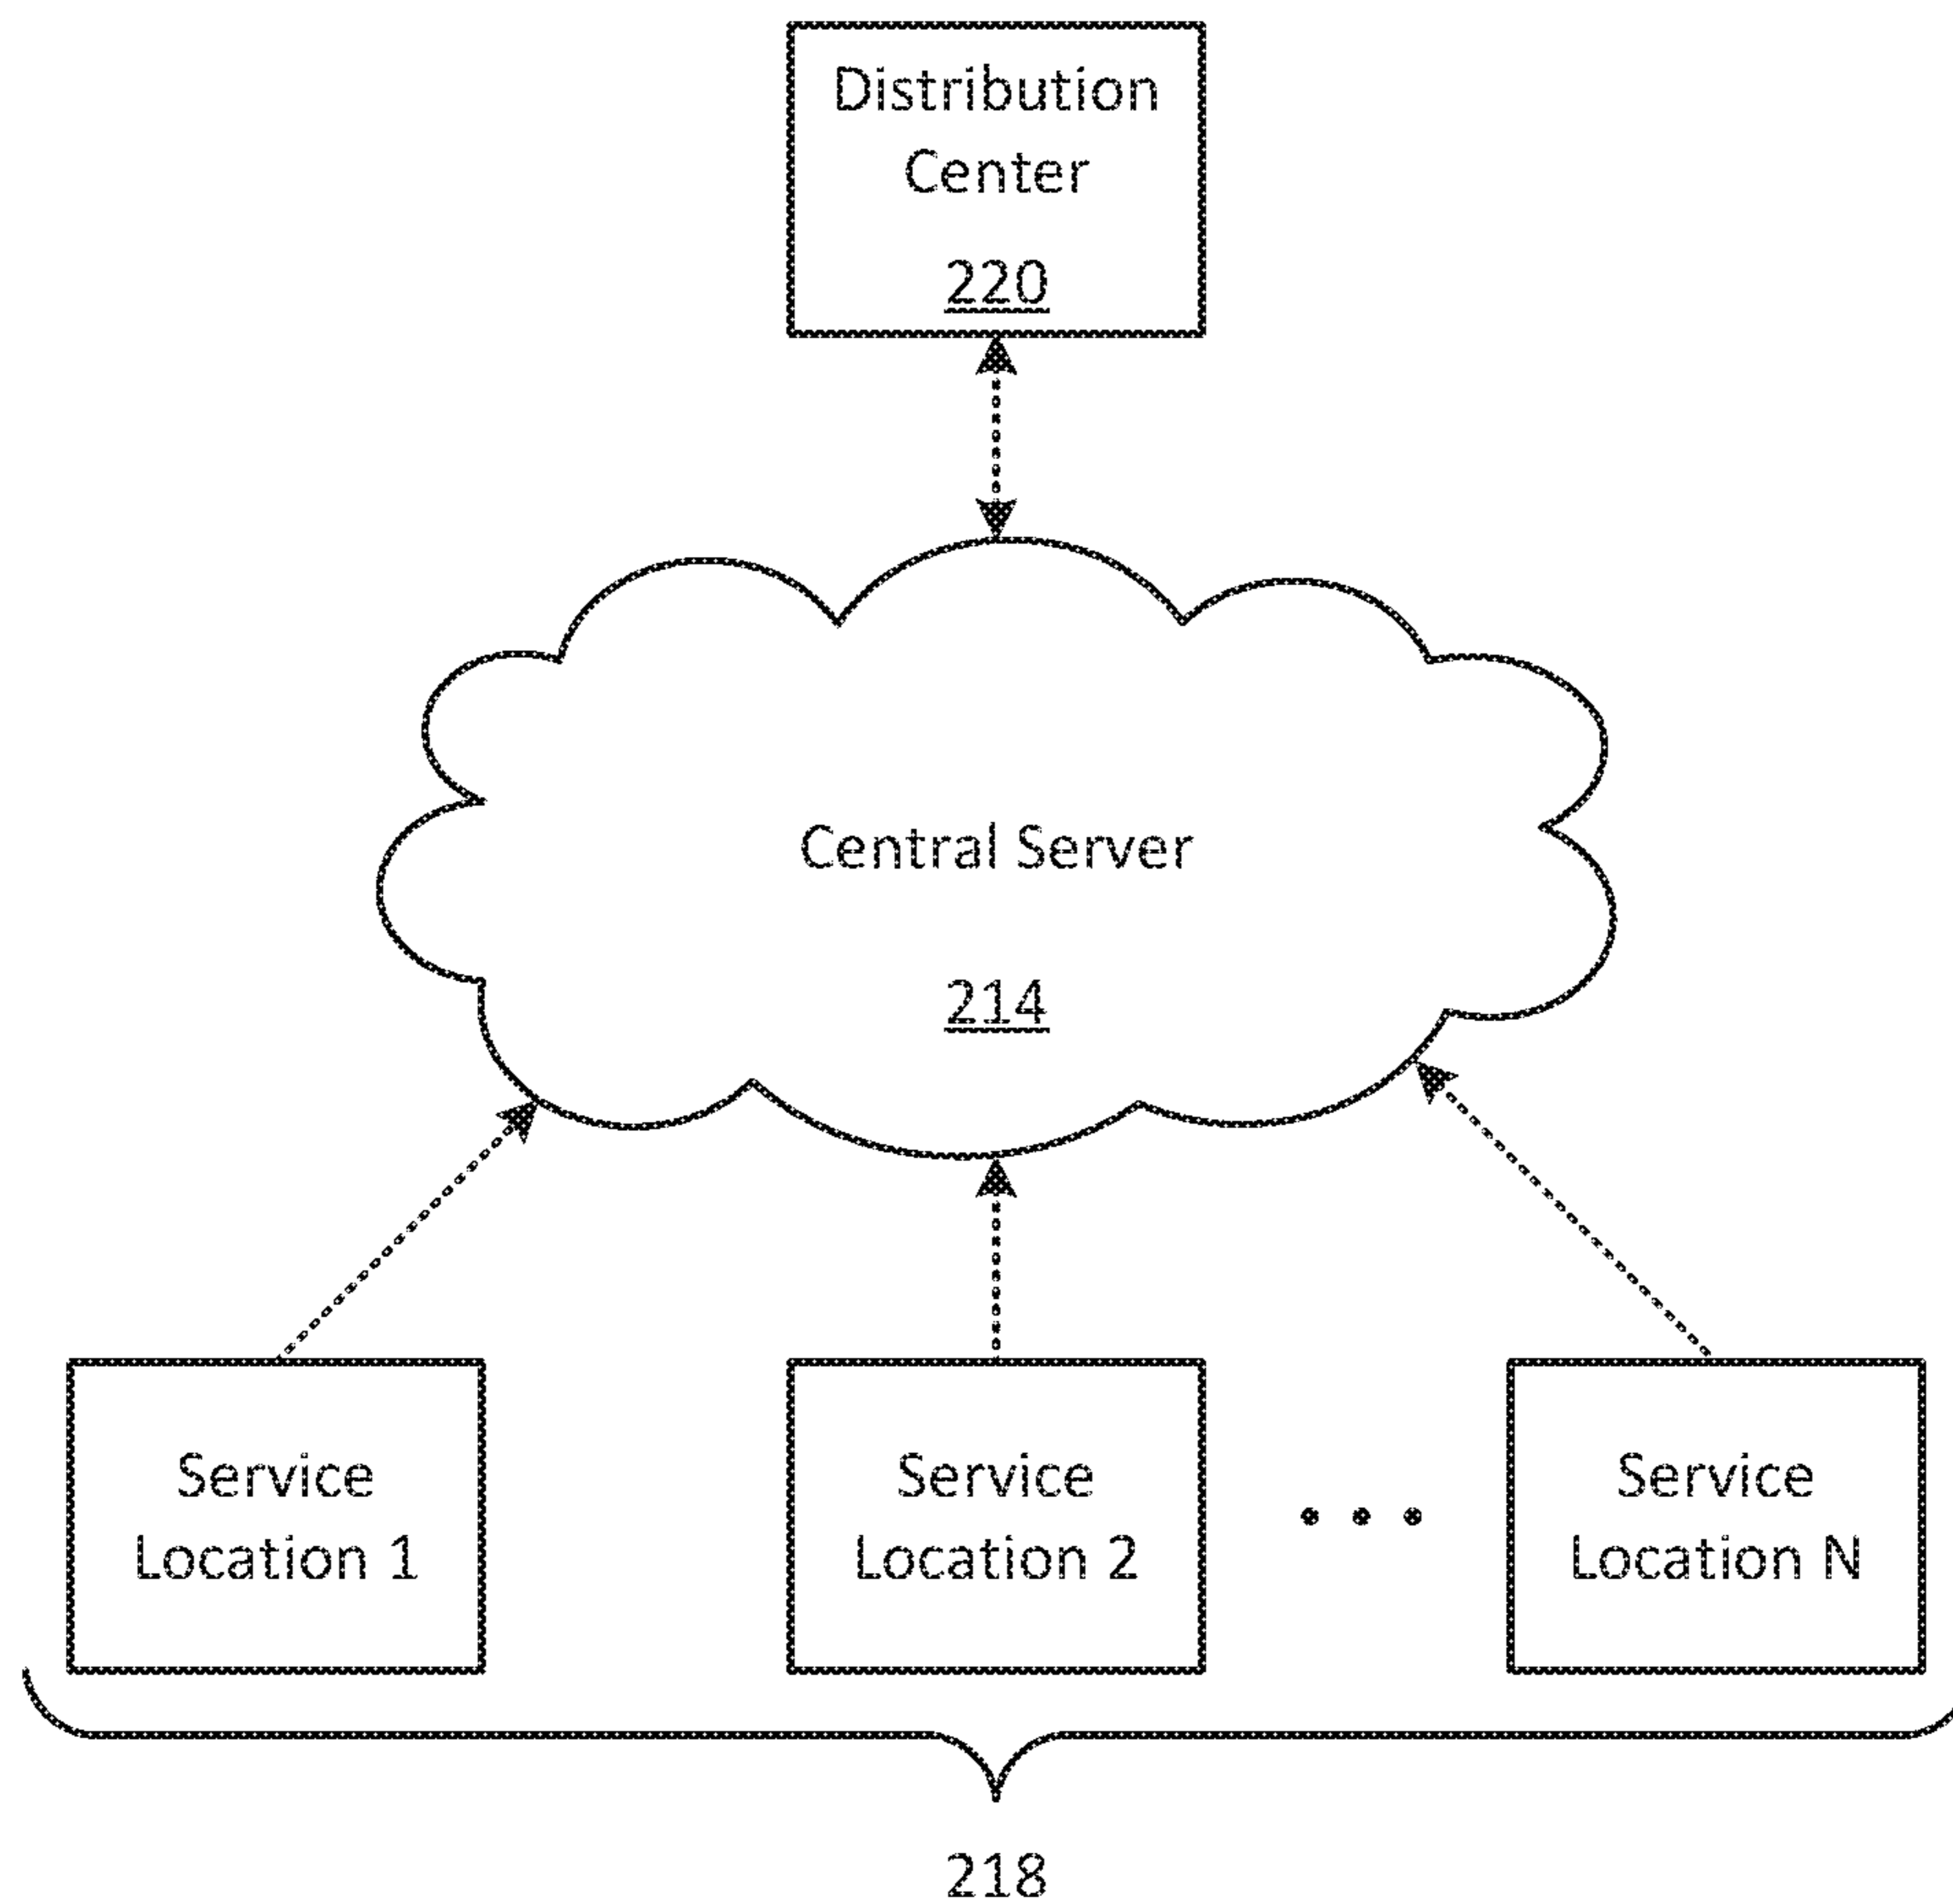 Distribution
Center
220
Central Server
214
Service
Location 1
Service
Location 2
• • •
Service
Location N
218